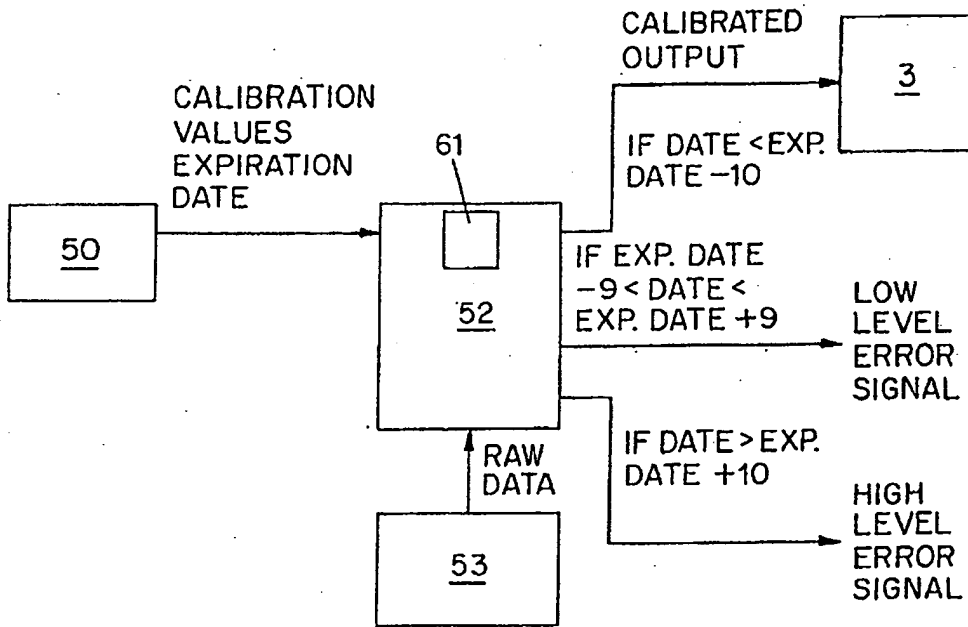 CALIBRATED
OUTPUT
3
CALIBRATION
VALUES
EXPIRATION
DATE
61
IF DATE <EXP.
DATE -10
50
52
IF EXP. DATE
-9< DATE <
EXP. DATE +9
LOW
LEVEL
ERROR
SIGNAL
RAW
DATA
IF DATE > EXP.
DATE +10
53
HIGH
LEVEL
ERROR
SIGNAL